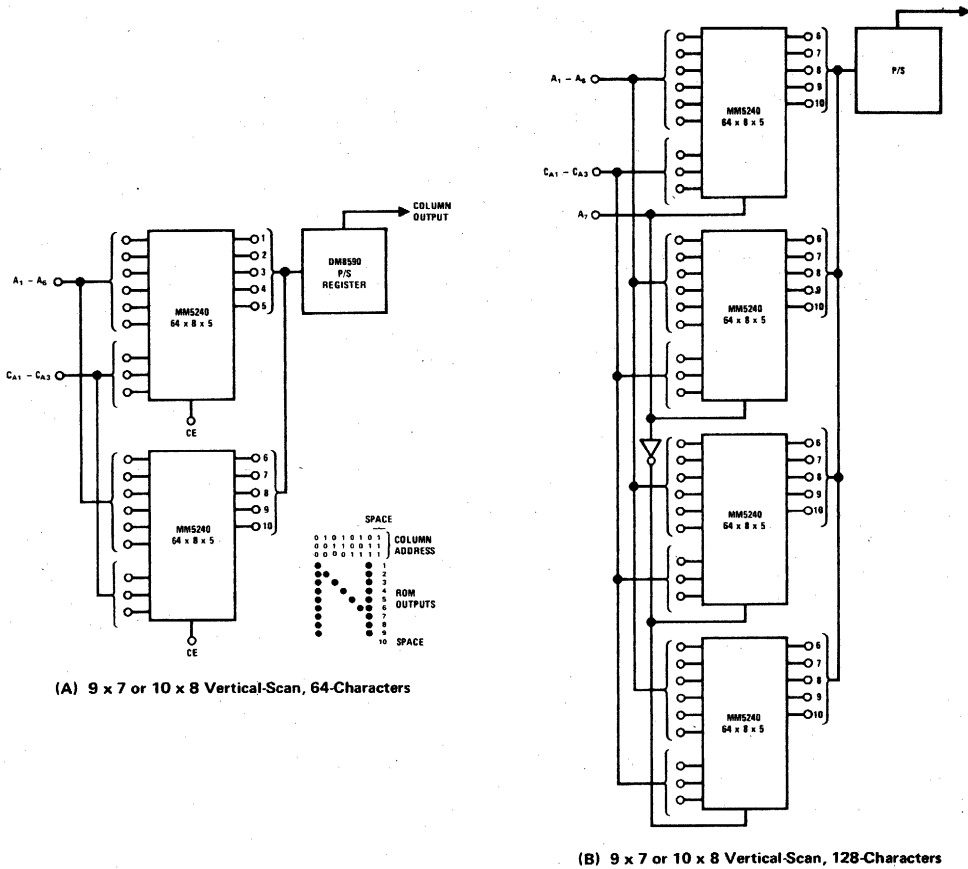 A1 – A6
CA1 – CA3
MM5240
64 x 8 x 5
1
2
3
4
5
CE
DM8590
P/S
REGISTER
COLUMN
OUTPUT
MM5240
64 x 8 x 5
6
7
8
9
10
CE
SPACE
0 1 0 1 0 1 0 1
0 0 1 1 0 0 1 1
0 0 0 0 1 1 1 1
COLUMN
ADDRESS
1
2
3
4
5
6
7
8
9
10
ROM
OUTPUTS
SPACE
(A) 9 x 7 or 10 x 8 Vertical-Scan, 64-Characters
A1 – A6
CA1 – CA3
A7
MM5240
64 x 8 x 5
6
7
8
9
10
P/S
MM5240
64 x 8 x 5
6
7
8
9
10
MM5240
64 x 8 x 5
6
7
8
9
10
MM5240
64 x 8 x 5
6
7
8
9
10
(B) 9 x 7 or 10 x 8 Vertical-Scan, 128-Characters